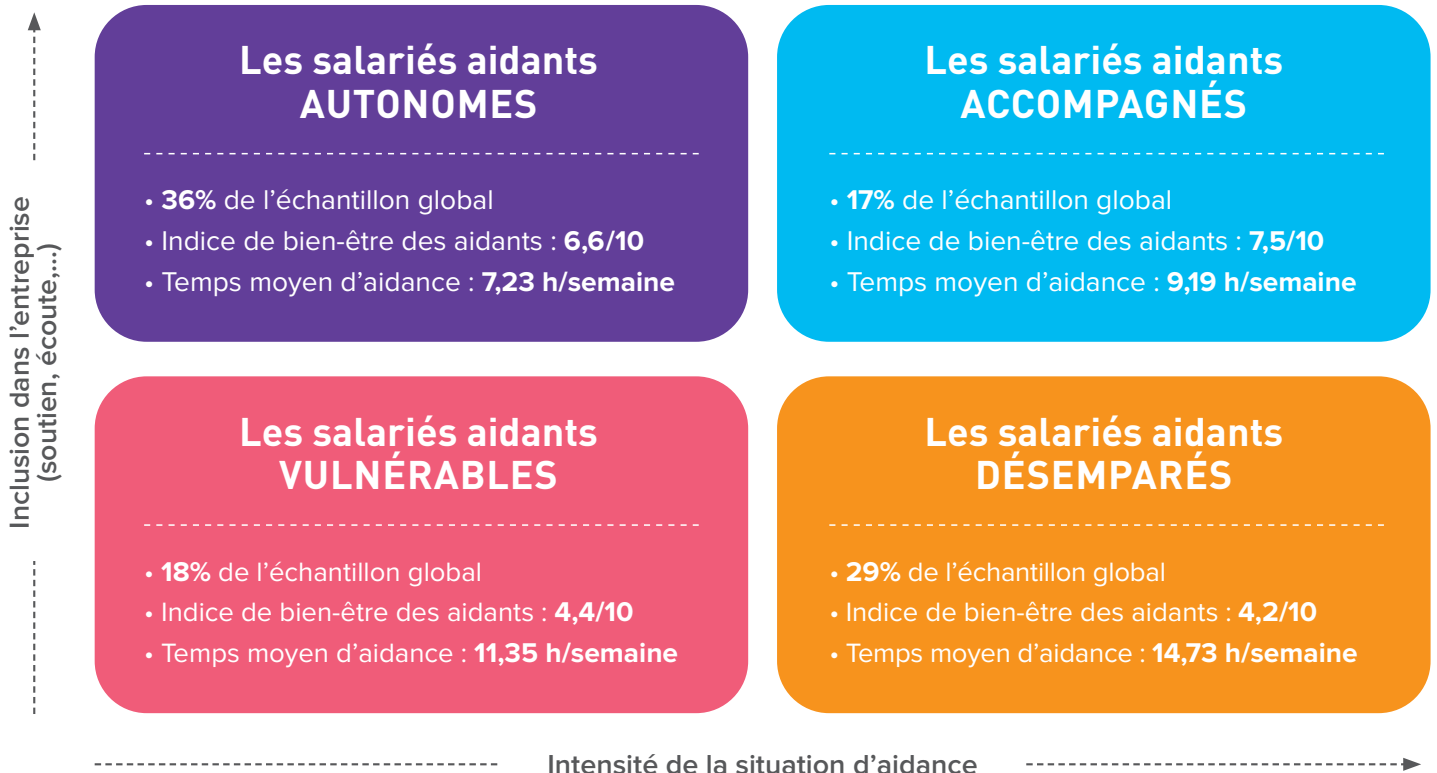 Inclusion dans l'entreprise
(soutien, écoute,...)
Les salariés aidants
AUTONOMES
• 36% de l’échantillon global
• Indice de bien-être des aidants : 6,6/10
• Temps moyen d’aidance : 7,23 h/semaine
Les salariés aidants
ACCOMPAGNÉS
• 17% de l’échantillon global
• Indice de bien-être des aidants : 7,5/10
• Temps moyen d’aidance : 9,19 h/semaine
Les salariés aidants
VULNÉRABLES
• 18% de l’échantillon global
• Indice de bien-être des aidants : 4,4/10
• Temps moyen d’aidance : 11,35 h/semaine
Les salariés aidants
DÉSEMPARÉS
• 29% de l’échantillon global
• Indice de bien-être des aidants : 4,2/10
• Temps moyen d’aidance : 14,73 h/semaine
Intensité de la situation d'aidance